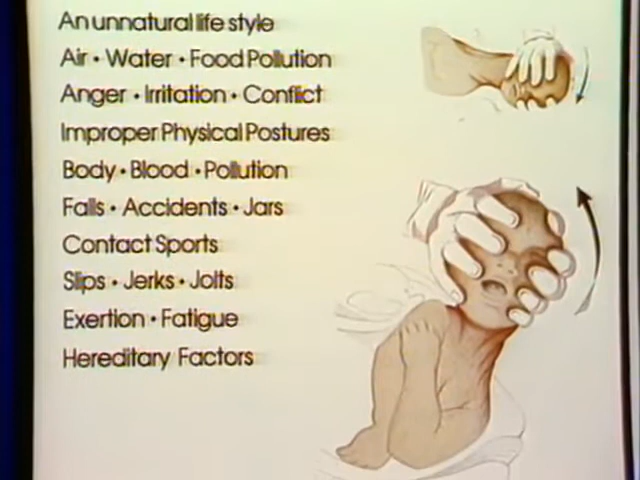 An unnatural life style
Air • Water • Food Pollution
Anger • Irritation • Conflict
Improper Physical Postures
Body • Blood • Pollution
Falls • Accidents • Jars
Contact Sports
Slips • Jerks • Jolts
Exertion • Fatigue
Hereditary Factors